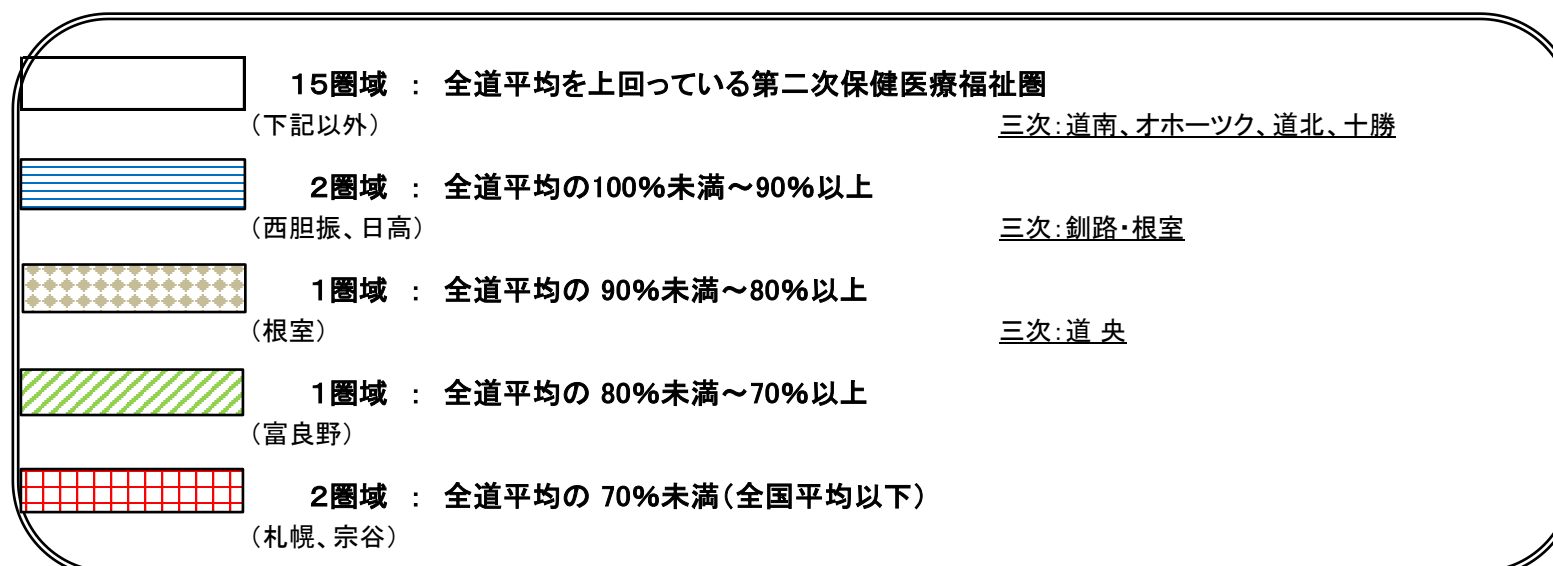 15圏域 : 全道平均を上回っている第二次保健医療福祉圏
(下記以外) 三次:道南、オホーツク、道北、十勝
2圏域 : 全道平均の100%未満~90%以上
(西胆振、日高) 三次:釧路・根室
1圏域 : 全道平均の 90%未満~80%以上
(根室) 三次:道 央
1圏域 : 全道平均の 80%未満~70%以上
(富良野)
2圏域 : 全道平均の 70%未満(全国平均以下)
(札幌、宗谷)